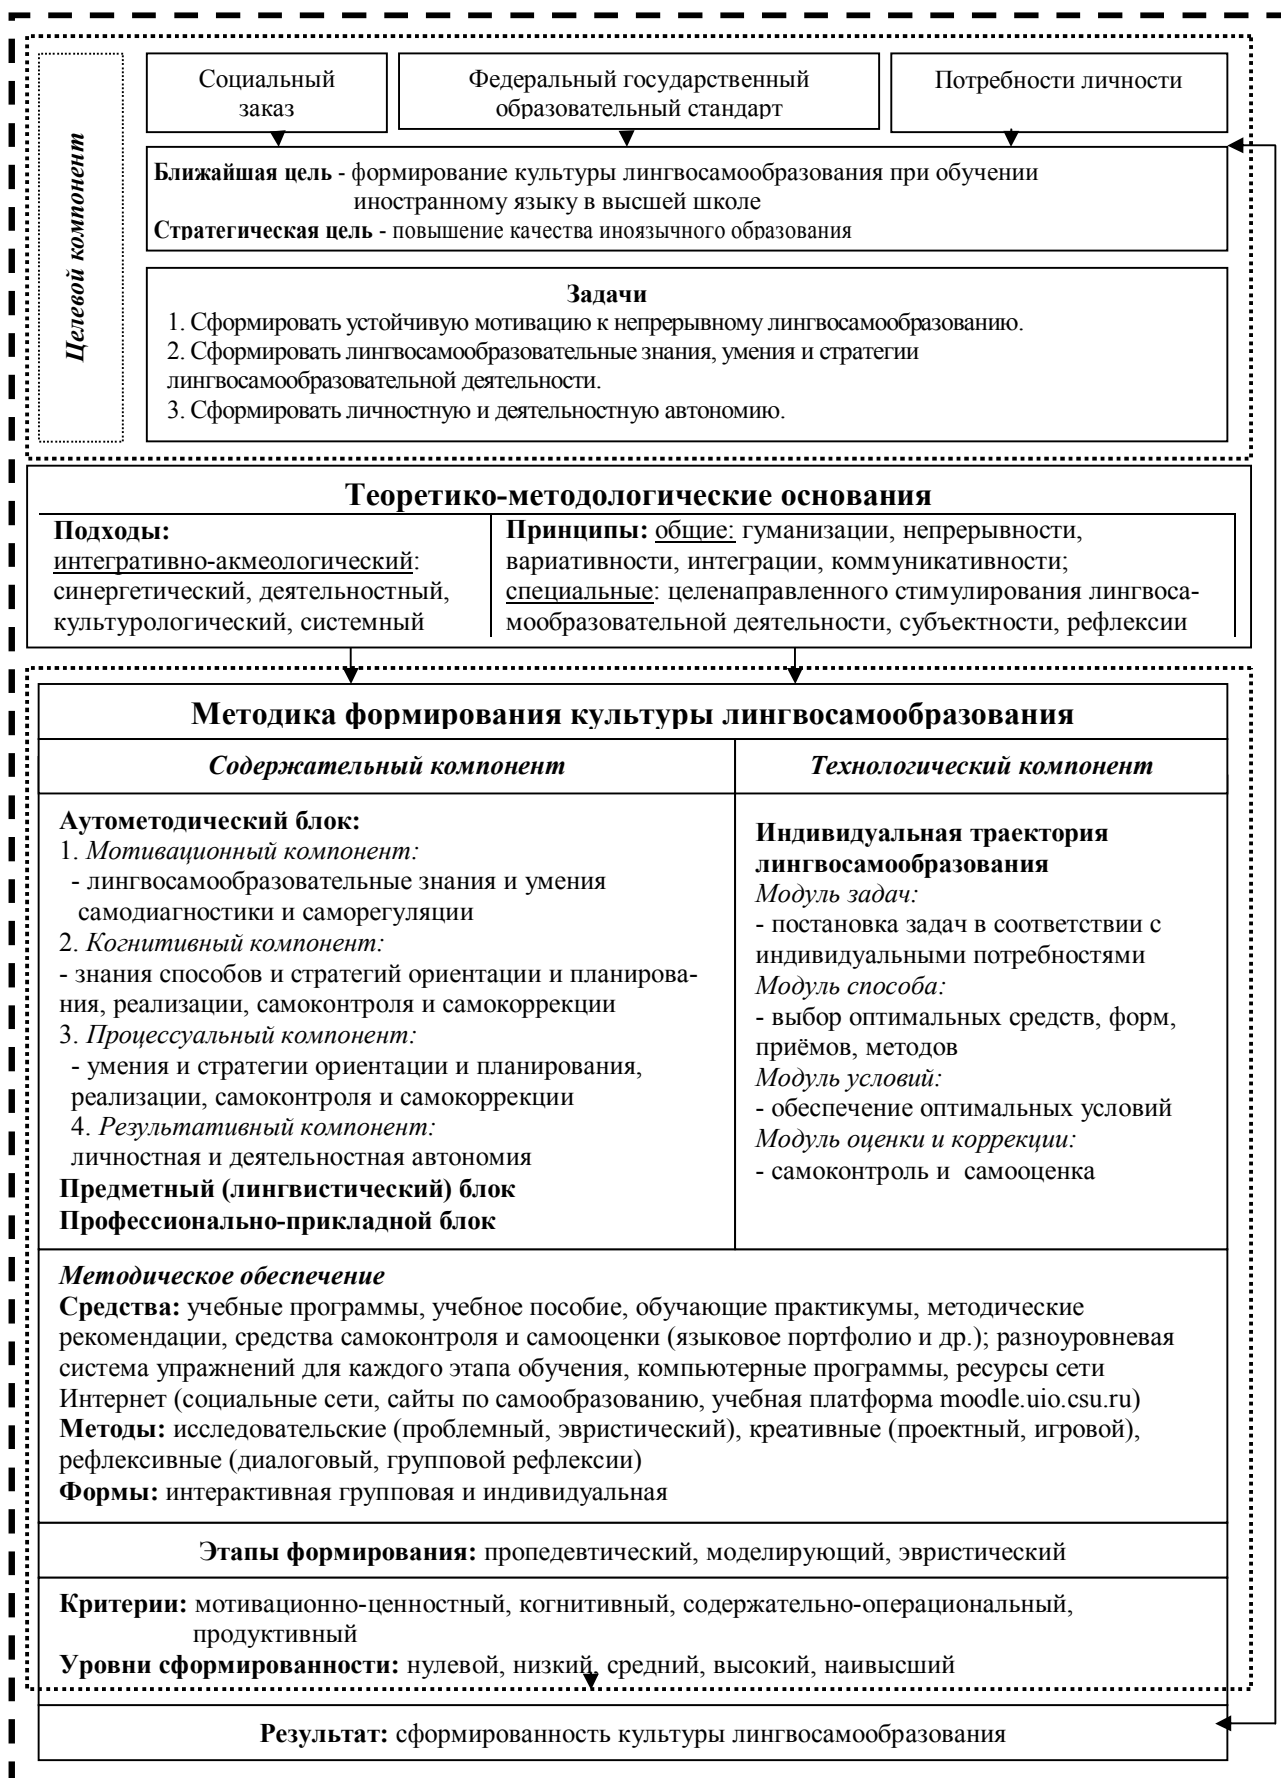 Целевой компонент
Социальный
заказ
Федеральный государственный
образовательный стандарт
Потребности личности
Ближайшая цель - формирование культуры лингвосамообразования при обучении
иностранному языку в высшей школе
Стратегическая цель - повышение качества иноязычного образования
Задачи
1. Сформировать устойчивую мотивацию к непрерывному лингвосамообразованию.
2. Сформировать лингвосамообразовательные знания, умения и стратегии
лингвосамообразовательной деятельности.
3. Сформировать личностную и деятельностную автономию.
Теоретико-методологические основания
Подходы:
интегративно-акмеологический:
синергетический, деятельностный,
культурологический, системный
Принципы: общие: гуманизации, непрерывности,
вариативности, интеграции, коммуникативности;
специальные: целенаправленного стимулирования лингвоса-
мообразовательной деятельности, субъектности, рефлексии
Методика формирования культуры лингвосамообразования
Содержательный компонент
Аутометодический блок:
1. Мотивационный компонент:
- лингвосамообразовательные знания и умения
самодиагностики и саморегуляции
2. Когнитивный компонент:
- знания способов и стратегий ориентации и планирова-
ния, реализации, самоконтроля и самокоррекции
3. Процессуальный компонент:
- умения и стратегии ориентации и планирования,
реализации, самоконтроля и самокоррекции
4. Результативный компонент:
личностная и деятельностная автономия
Предметный (лингвистический) блок
Профессионально-прикладной блок
Технологический компонент
Индивидуальная траектория
лингвосамообразования
Модуль задач:
- постановка задач в соответствии с
индивидуальными потребностями
Модуль способа:
- выбор оптимальных средств, форм,
приёмов, методов
Модуль условий:
- обеспечение оптимальных условий
Модуль оценки и коррекции:
- самоконтроль и самооценка
Методическое обеспечение
Средства: учебные программы, учебное пособие, обучающие практикумы, методические
рекомендации, средства самоконтроля и самооценки (языковое портфолио и др.); разноуровневая
система упражнений для каждого этапа обучения, компьютерные программы, ресурсы сети
Интернет (социальные сети, сайты по самообразованию, учебная платформа moodle.uio.csu.ru)
Методы: исследовательские (проблемный, эвристический), креативные (проектный, игровой),
рефлексивные (диалоговый, групповой рефлексии)
Формы: интерактивная групповая и индивидуальная
Этапы формирования: пропедевтический, моделирующий, эвристический
Критерии: мотивационно-ценностный, когнитивный, содержательно-операциональный,
продуктивный
Уровни сформированности: нулевой, низкий, средний, высокий, наивысший
Результат: сформированность культуры лингвосамообразования